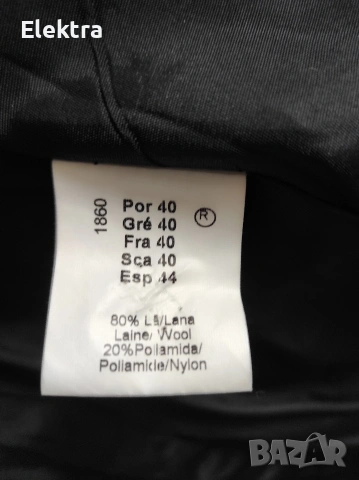 Elektra
1860
Por 40
Gré 40
Fra 40
Sca 40
Esp 44
®
80% Lã/Lana
Laine/ Wool
20%Poliamida/
Poliamide/Nylon
BAZAR